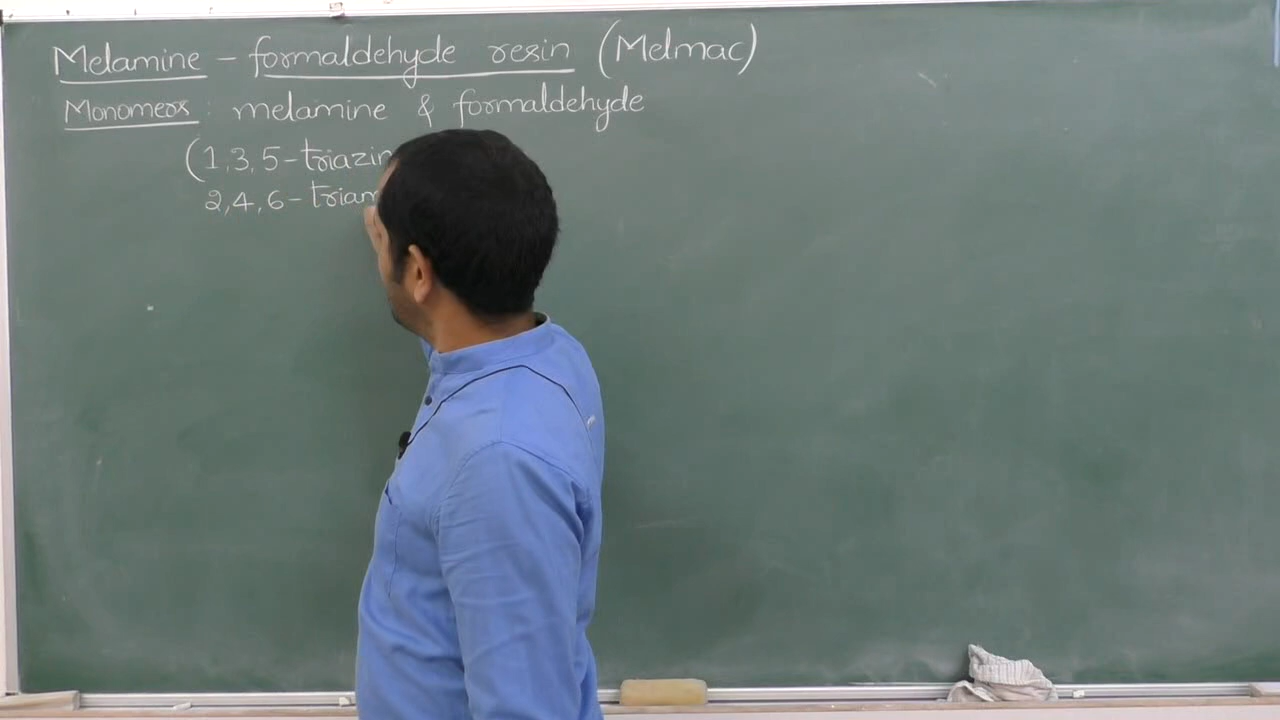 Melamine - formaldehyde resin (Melmac)
Monomers : melamine & formaldehyde
(1,3,5-triazin
2,4,6-triam